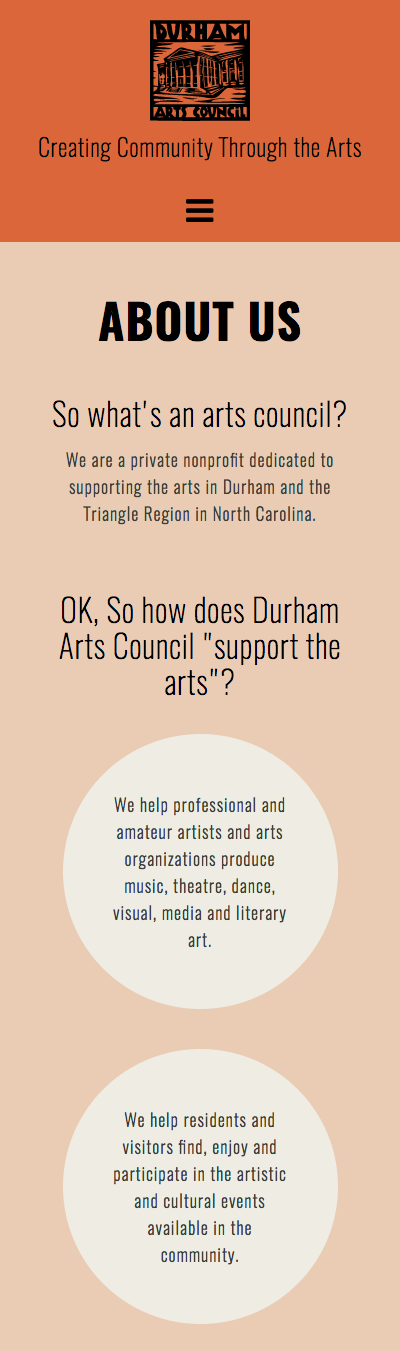 DURHAM
ARTS COUNCIL
Creating Community Through the Arts
ABOUT US
So what's an arts council?
We are a private nonprofit dedicated to
supporting the arts in Durham and the
Triangle Region in North Carolina.
OK, So how does Durham
Arts Council "support the
arts"?
We help professional and
amateur artists and arts
organizations produce
music, theatre, dance,
visual, media and literary
art.
We help residents and
visitors find, enjoy and
participate in the artistic
and cultural events
available in the
community.